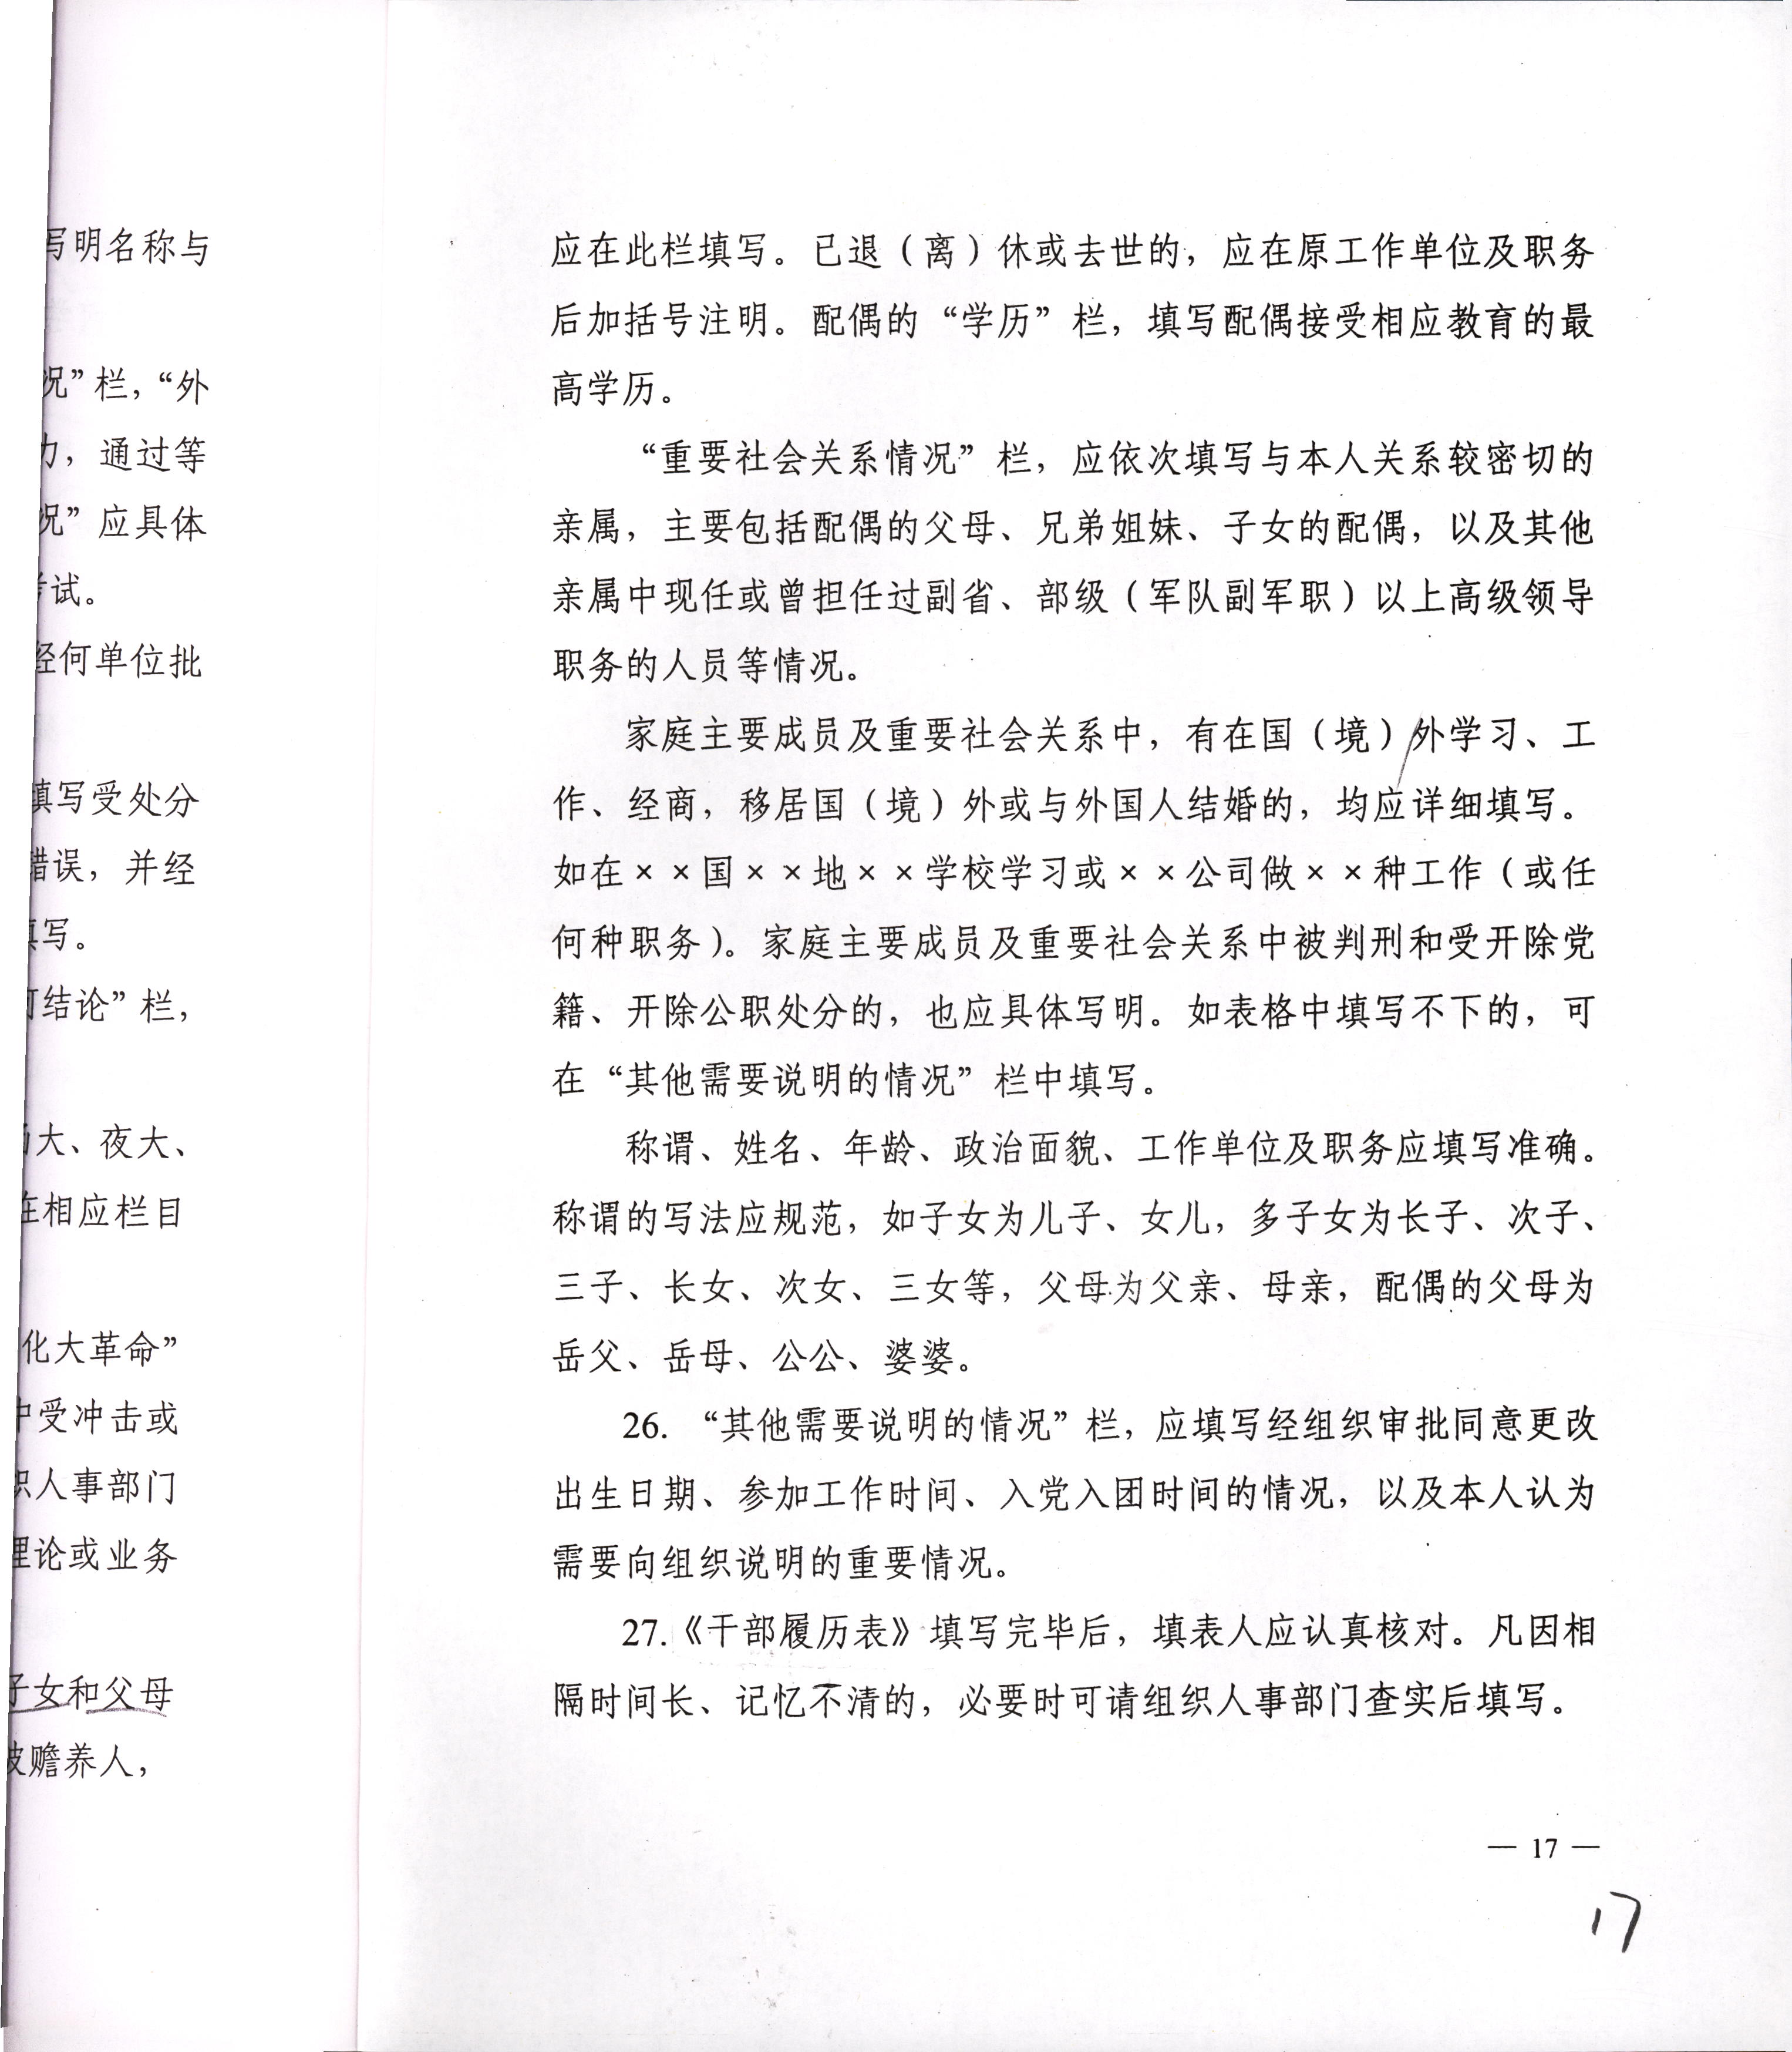 写明名称与
况”栏，“外
力，通过等
况”应具体
考试。
经何单位批
填写受处分
错误，并经
填写。
何结论”栏，
大、夜大、
在相应栏目
化大革命”
中受冲击或
织人事部门
理论或业务
子女和父母
被赡养人，
应在此栏填写。已退（离）休或去世的，应在原工作单位及职务
后加括号注明。配偶的“学历”栏，填写配偶接受相应教育的最
高学历。
“重要社会关系情况”栏，应依次填写与本人关系较密切的
亲属，主要包括配偶的父母、兄弟姐妹、子女的配偶，以及其他
亲属中现任或曾担任过副省、部级（军队副军职）以上高级领导
职务的人员等情况。
家庭主要成员及重要社会关系中，有在国（境）外学习、工
作、经商，移居国（境）外或与外国人结婚的，均应详细填写。
如在××国××地××学校学习或××公司做××种工作（或任
何种职务）。家庭主要成员及重要社会关系中被判刑和受开除党
籍、开除公职处分的，也应具体写明。如表格中填写不下的，可
在“其他需要说明的情况”栏中填写。
称谓、姓名、年龄、政治面貌、工作单位及职务应填写准确。
称谓的写法应规范，如子女为儿子、女儿，多子女为长子、次子、
三子、长女、次女、三女等，父母为父亲、母亲，配偶的父母为
岳父、岳母、公公、婆婆。
26. “其他需要说明的情况”栏，应填写经组织审批同意更改
出生日期、参加工作时间、入党入团时间的情况，以及本人认为
需要向组织说明的重要情况。
27.《干部履历表》填写完毕后，填表人应认真核对。凡因相
隔时间长、记忆不清的，必要时可请组织人事部门查实后填写。
— 17 —
17